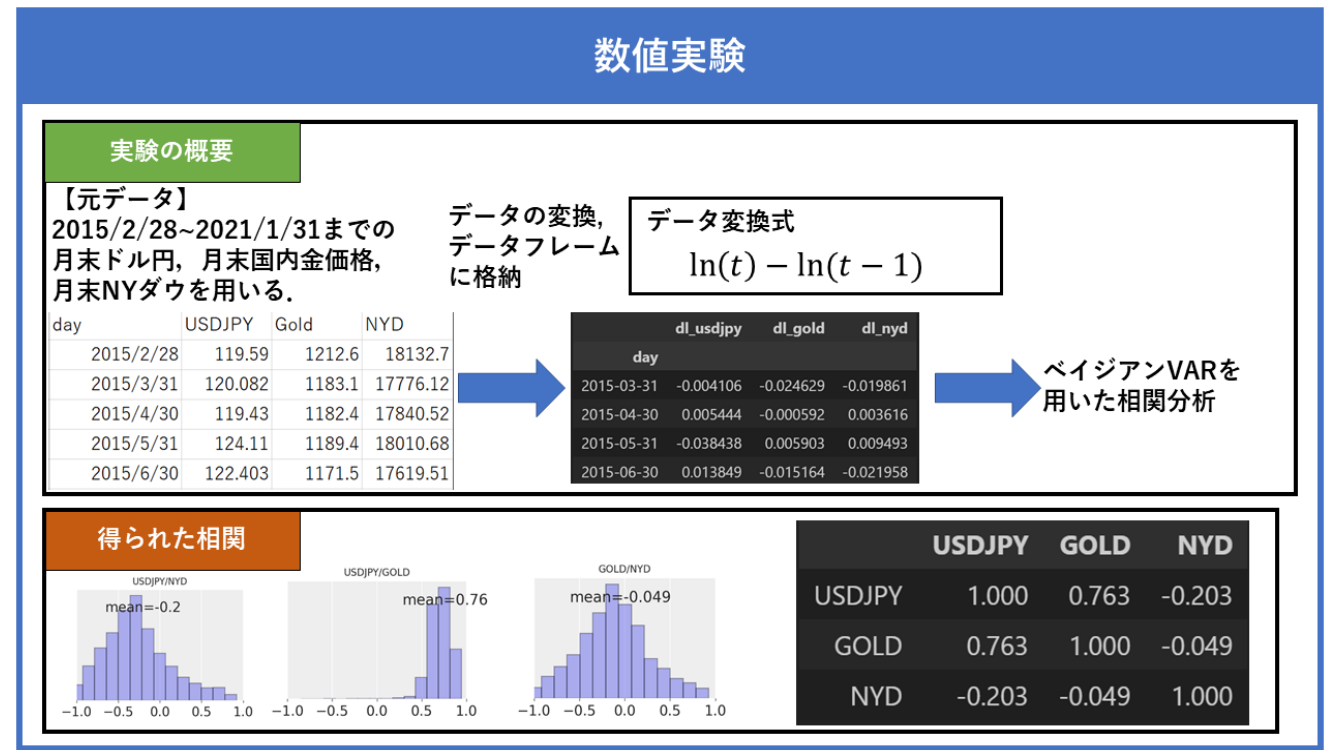 数値実験
実験の概要
【元データ】
2015/2/28~2021/1/31までの
月末ドル円，月末国内金価格，
月末NYダウを用いる．
データの変換，
データフレーム
に格納
データ変換式
ln(t) − ln(t − 1)
day USDJPY Gold NYD
2015/2/28 119.59 1212.6 18132.7
2015/3/31 120.082 1183.1 17776.12
2015/4/30 119.43 1182.4 17840.52
2015/5/31 124.11 1189.4 18010.68
2015/6/30 122.403 1171.5 17619.51
dl_usdjpy dl_gold dl_nyd
day
2015-03-31 -0.004106 -0.024629 -0.019861
2015-04-30 0.005444 -0.000592 0.003616
2015-05-31 -0.038438 0.005903 0.009493
2015-06-30 0.013849 -0.015164 -0.021958
ベイジアンVARを
用いた相関分析
得られた相関
USDJPY/NYD
mean=-0.2
−1.0 −0.5 0.0 0.5 1.0
USDJPY/GOLD
mean=0.76
−1.0 −0.5 0.0 0.5 1.0
GOLD/NYD
mean=-0.049
−1.0 −0.5 0.0 0.5 1.0
USDJPY GOLD NYD
USDJPY 1.000 0.763 -0.203
GOLD 0.763 1.000 -0.049
NYD -0.203 -0.049 1.000